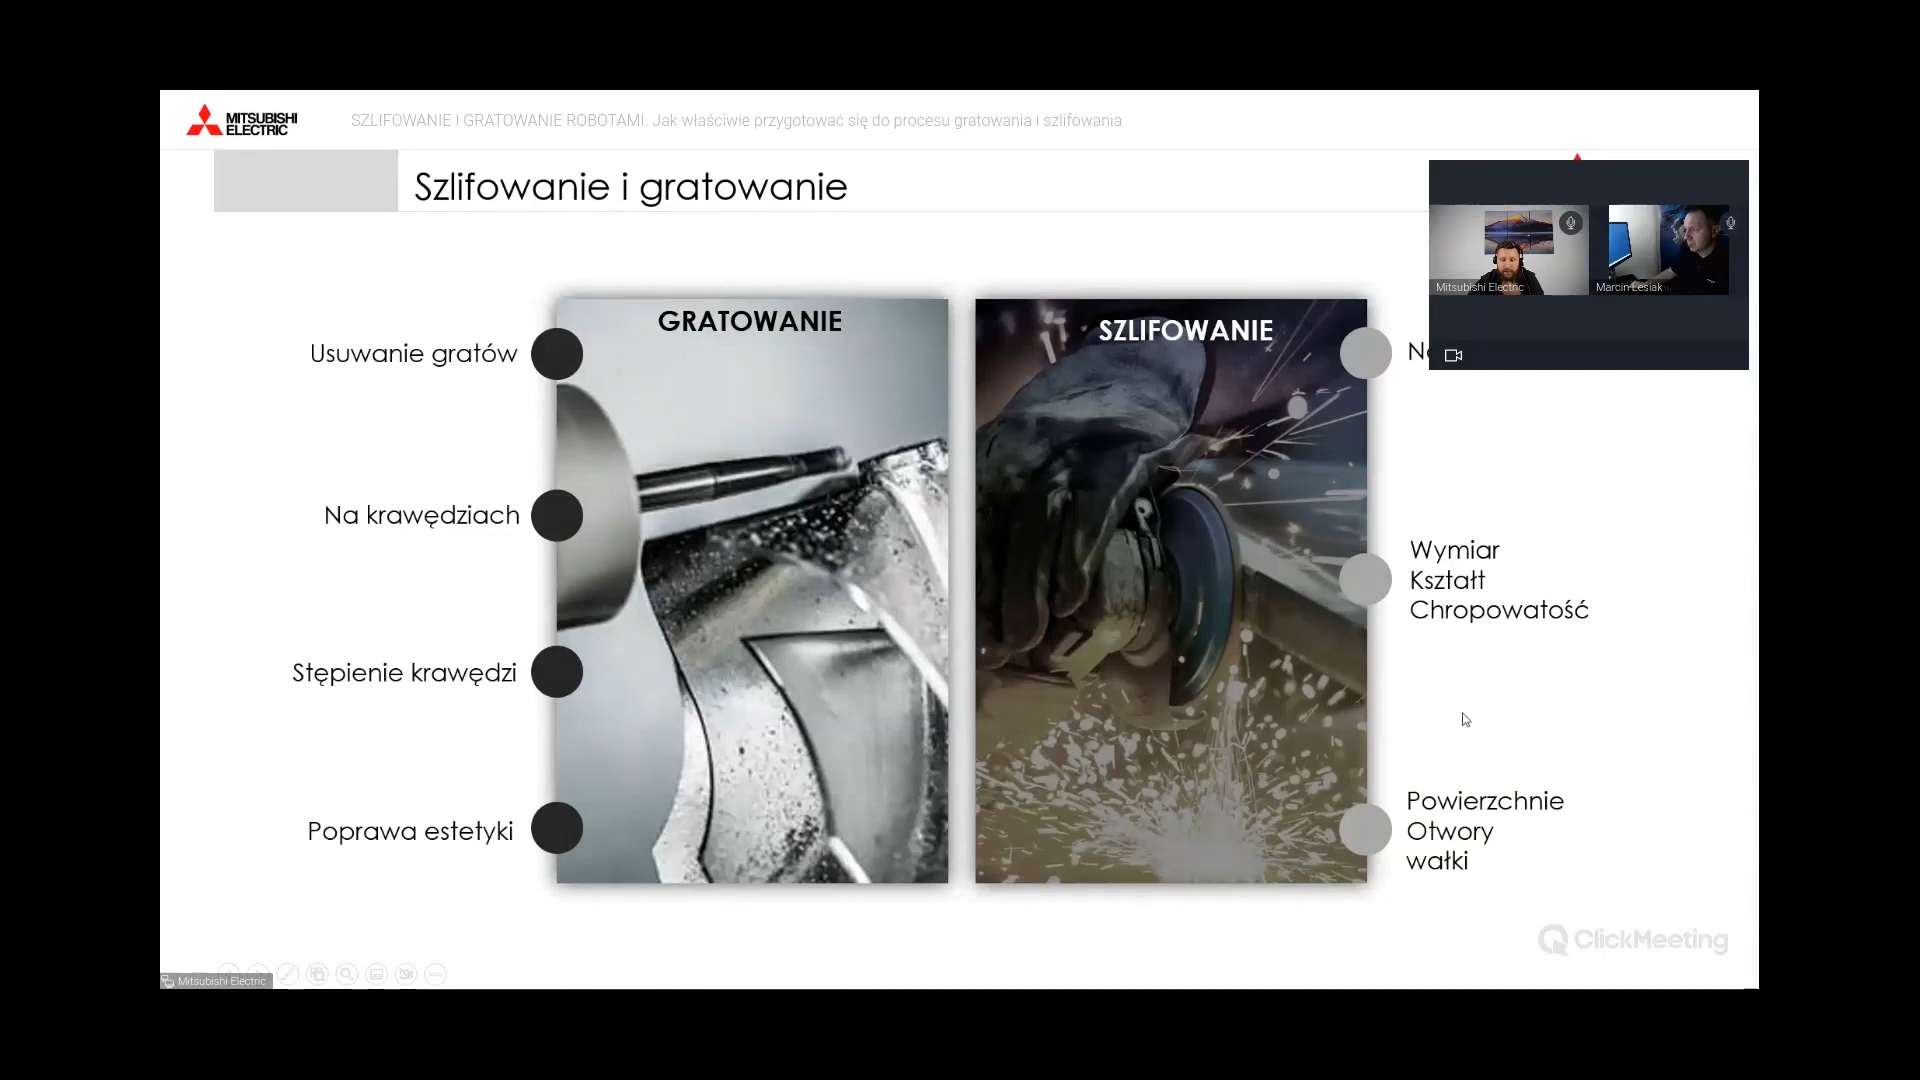 MITSUBISHI
ELECTRIC
SZLIFOWANIE I GRATOWANIE ROBOTAMI. Jak właściwie przygotować się do procesu gratowania i szlifowania
Szlifowanie i gratowanie
Mitsubishi Electric
Marcin Lesiak
GRATOWANIE
Usuwanie gratów
Na krawędziach
Stępienie krawędzi
Poprawa estetyki
SZLIFOWANIE
Wymiar
Kształt
Chropowatość
Powierzchnie
Otwory
wałki
ClickMeeting
Mitsubishi Electric